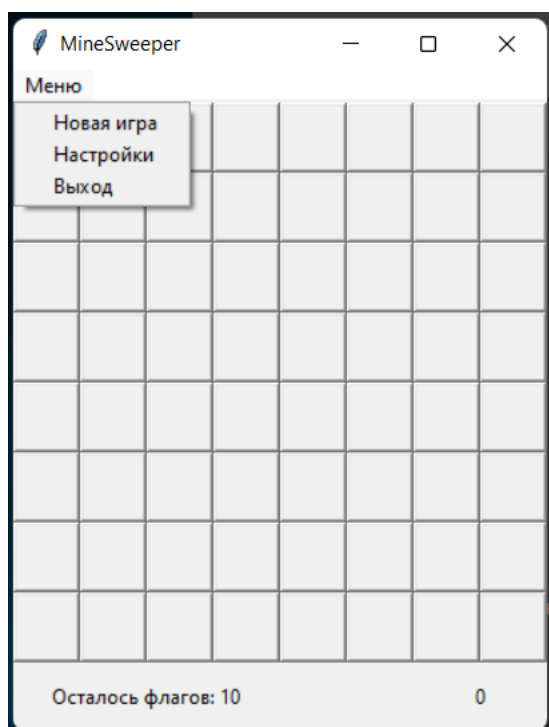 MineSweeper
Меню
Новая игра
Настройки
Выход
Осталось флагов: 10
0